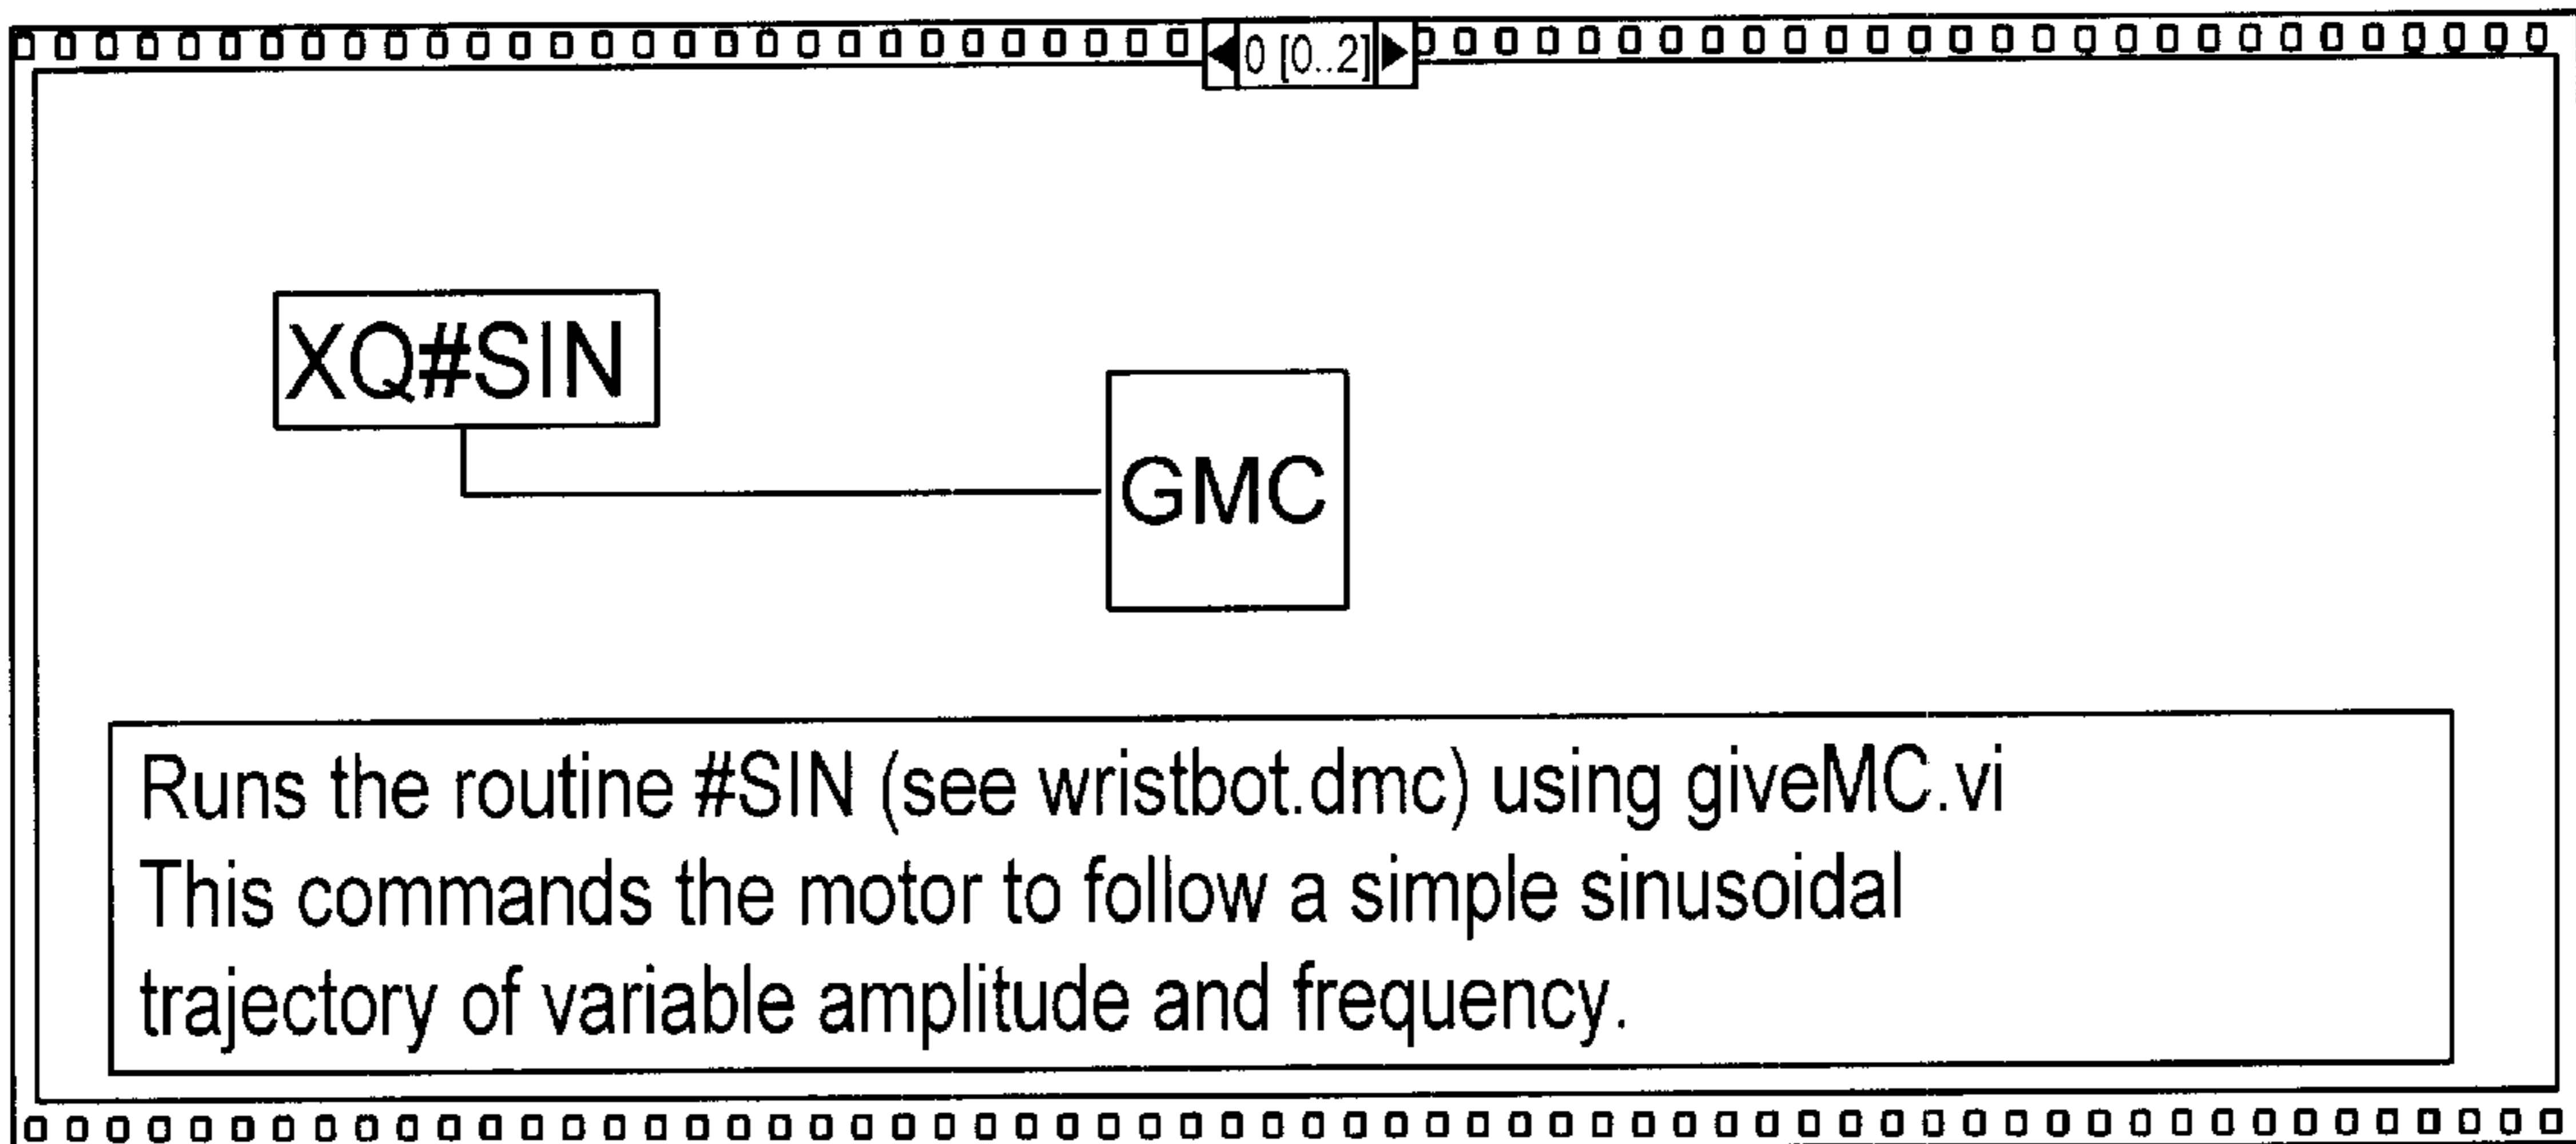 0 [0..2]
XQ#SIN
GMC
Runs the routine #SIN (see wristbot.dmc) using giveMC.vi
This commands the motor to follow a simple sinusoidal
trajectory of variable amplitude and frequency.